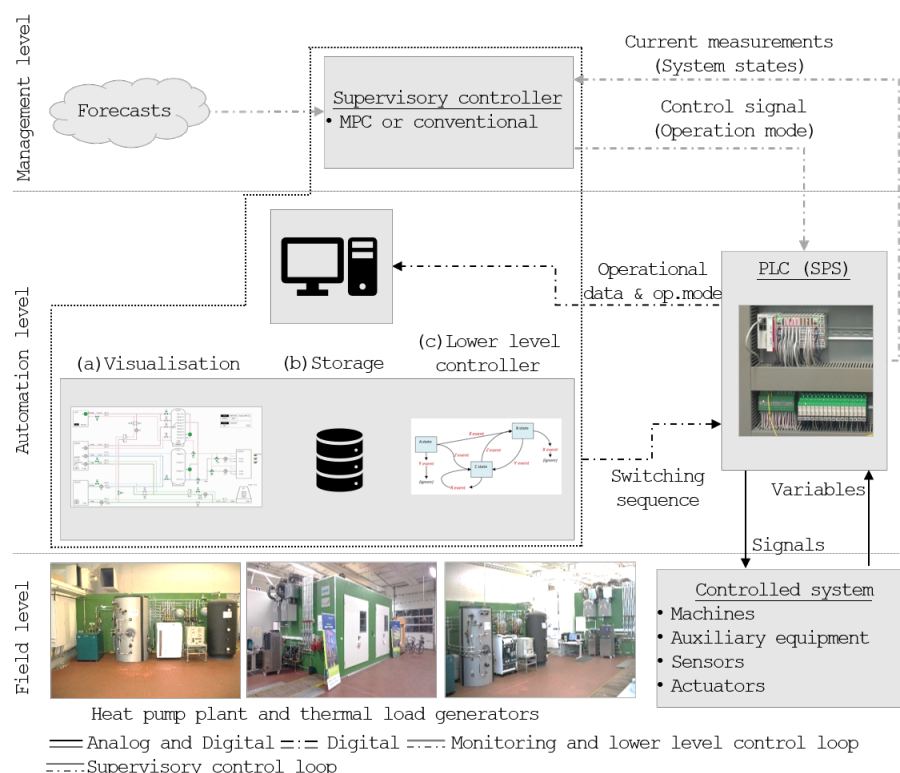 Management level
Current measurements
(System states)
Forecasts
Supervisory controller
• MPC or conventional
Control signal
(Operation mode)
Automation level
Operational
data & op.mode
PLC (SPS)
(a)Visualisation
(b)Storage
(c)Lower level
controller
A state
B state
C state
Switching
sequence
Variables
Signals
Field level
Controlled system
• Machines
• Auxiliary equipment
• Sensors
• Actuators
Heat pump plant and thermal load generators
Analog and Digital
Digital
Monitoring and lower level control loop
Supervisory control loop